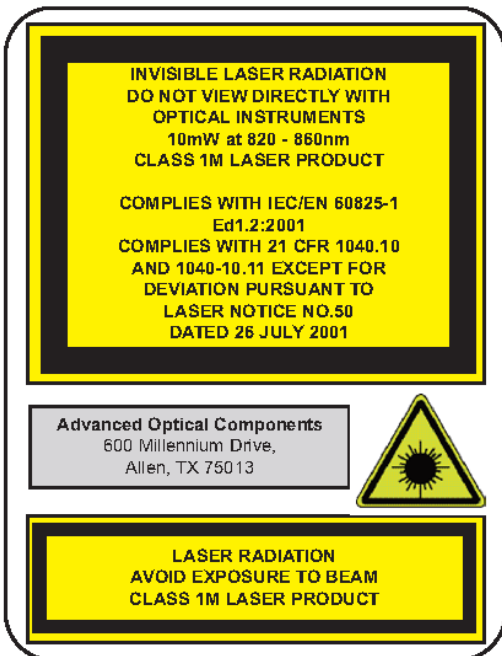 INVISIBLE LASER RADIATION
DO NOT VIEW DIRECTLY WITH
OPTICAL INSTRUMENTS
10mW at 820 - 860nm
CLASS 1M LASER PRODUCT
COMPLIES WITH IEC/EN 60825-1
Ed1.2:2001
COMPLIES WITH 21 CFR 1040.10
AND 1040-10.11 EXCEPT FOR
DEVIATION PURSUANT TO
LASER NOTICE NO.50
DATED 26 JULY 2001
Advanced Optical Components
600 Millennium Drive,
Allen, TX 75013
LASER RADIATION
AVOID EXPOSURE TO BEAM
CLASS 1M LASER PRODUCT